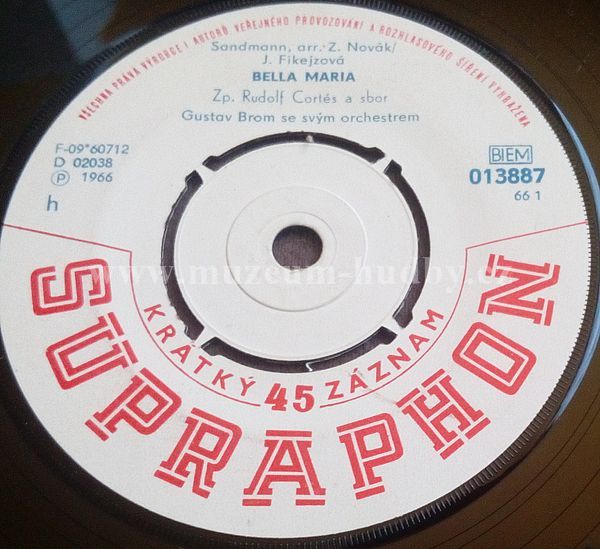 VŠECHNA PRÁVA VÝROBCE I AUTORŮ VEŘEJNÉHO PROVOZOVÁNÍ A ROZHLASOVÉHO ŠÍŘENÍ VYHRAŽENA
Sandmann, arr. Z. Novák/
J. Fikejzová
BELLA MARIA
Zp. Rudolf Cortés a sbor
Gustav Brom se svým orchestrem
F-09*60712
D 02038
Ⓟ 1966
h
BIEM
013887
66 1
www.muzeum-hudby.cz
KRÁTKÝ 45 ZÁZNAM
SUPRAPHON